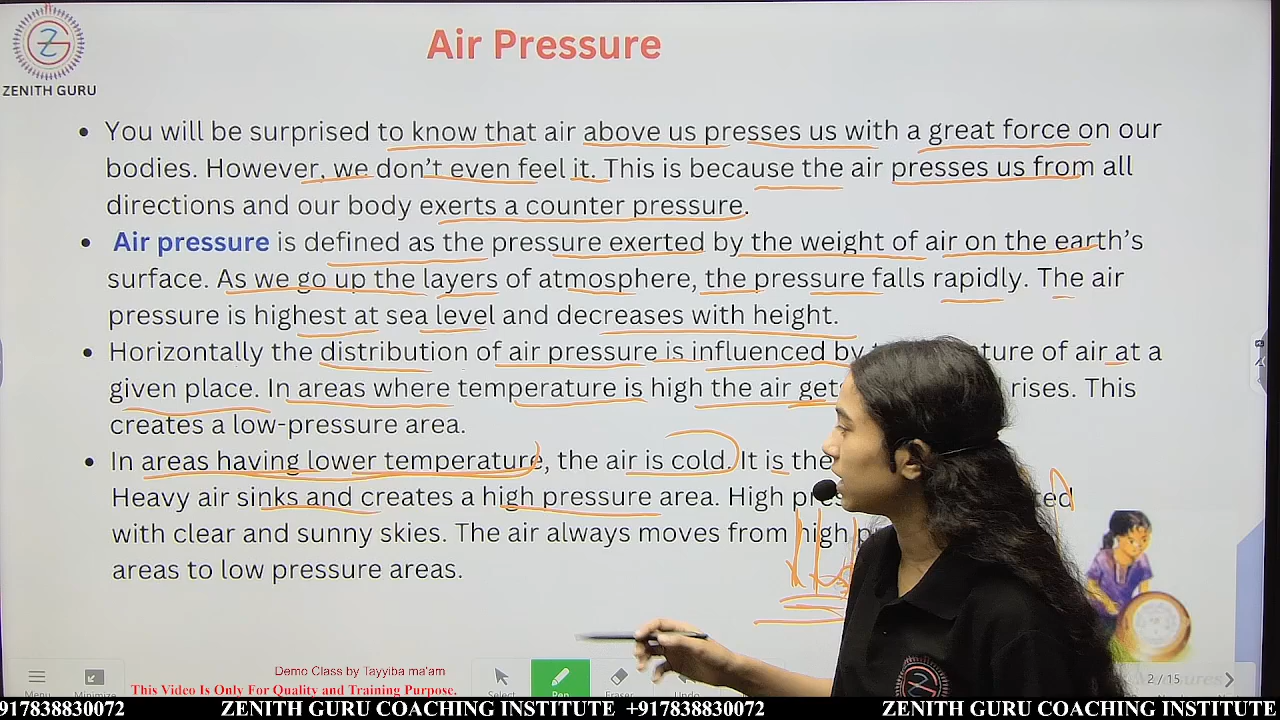 Air Pressure
ZENITH GURU
• You will be surprised to know that air above us presses us with a great force on our
bodies. However, we don’t even feel it. This is because the air presses us from all
directions and our body exerts a counter pressure.
• Air pressure is defined as the pressure exerted by the weight of air on the earth’s
surface. As we go up the layers of atmosphere, the pressure falls rapidly. The air
pressure is highest at sea level and decreases with height.
• Horizontally the distribution of air pressure is influenced by of air at a
given place. In areas where temperature is high the air gets rises. This
creates a low-pressure area.
• In areas having lower temperature, the air is cold. It is
Heavy air sinks and creates a high pressure area. High
with clear and sunny skies. The air always moves from high
areas to low pressure areas.
Demo Class by Tayyiba ma'am
This Video Is Only For Quality and Training Purpose.
Menu Minimize Select Pen Eraser Undo 2 / 15
917838830072 ZENITH GURU COACHING INSTITUTE +917838830072 ZENITH GURU COACHING INSTITUTE